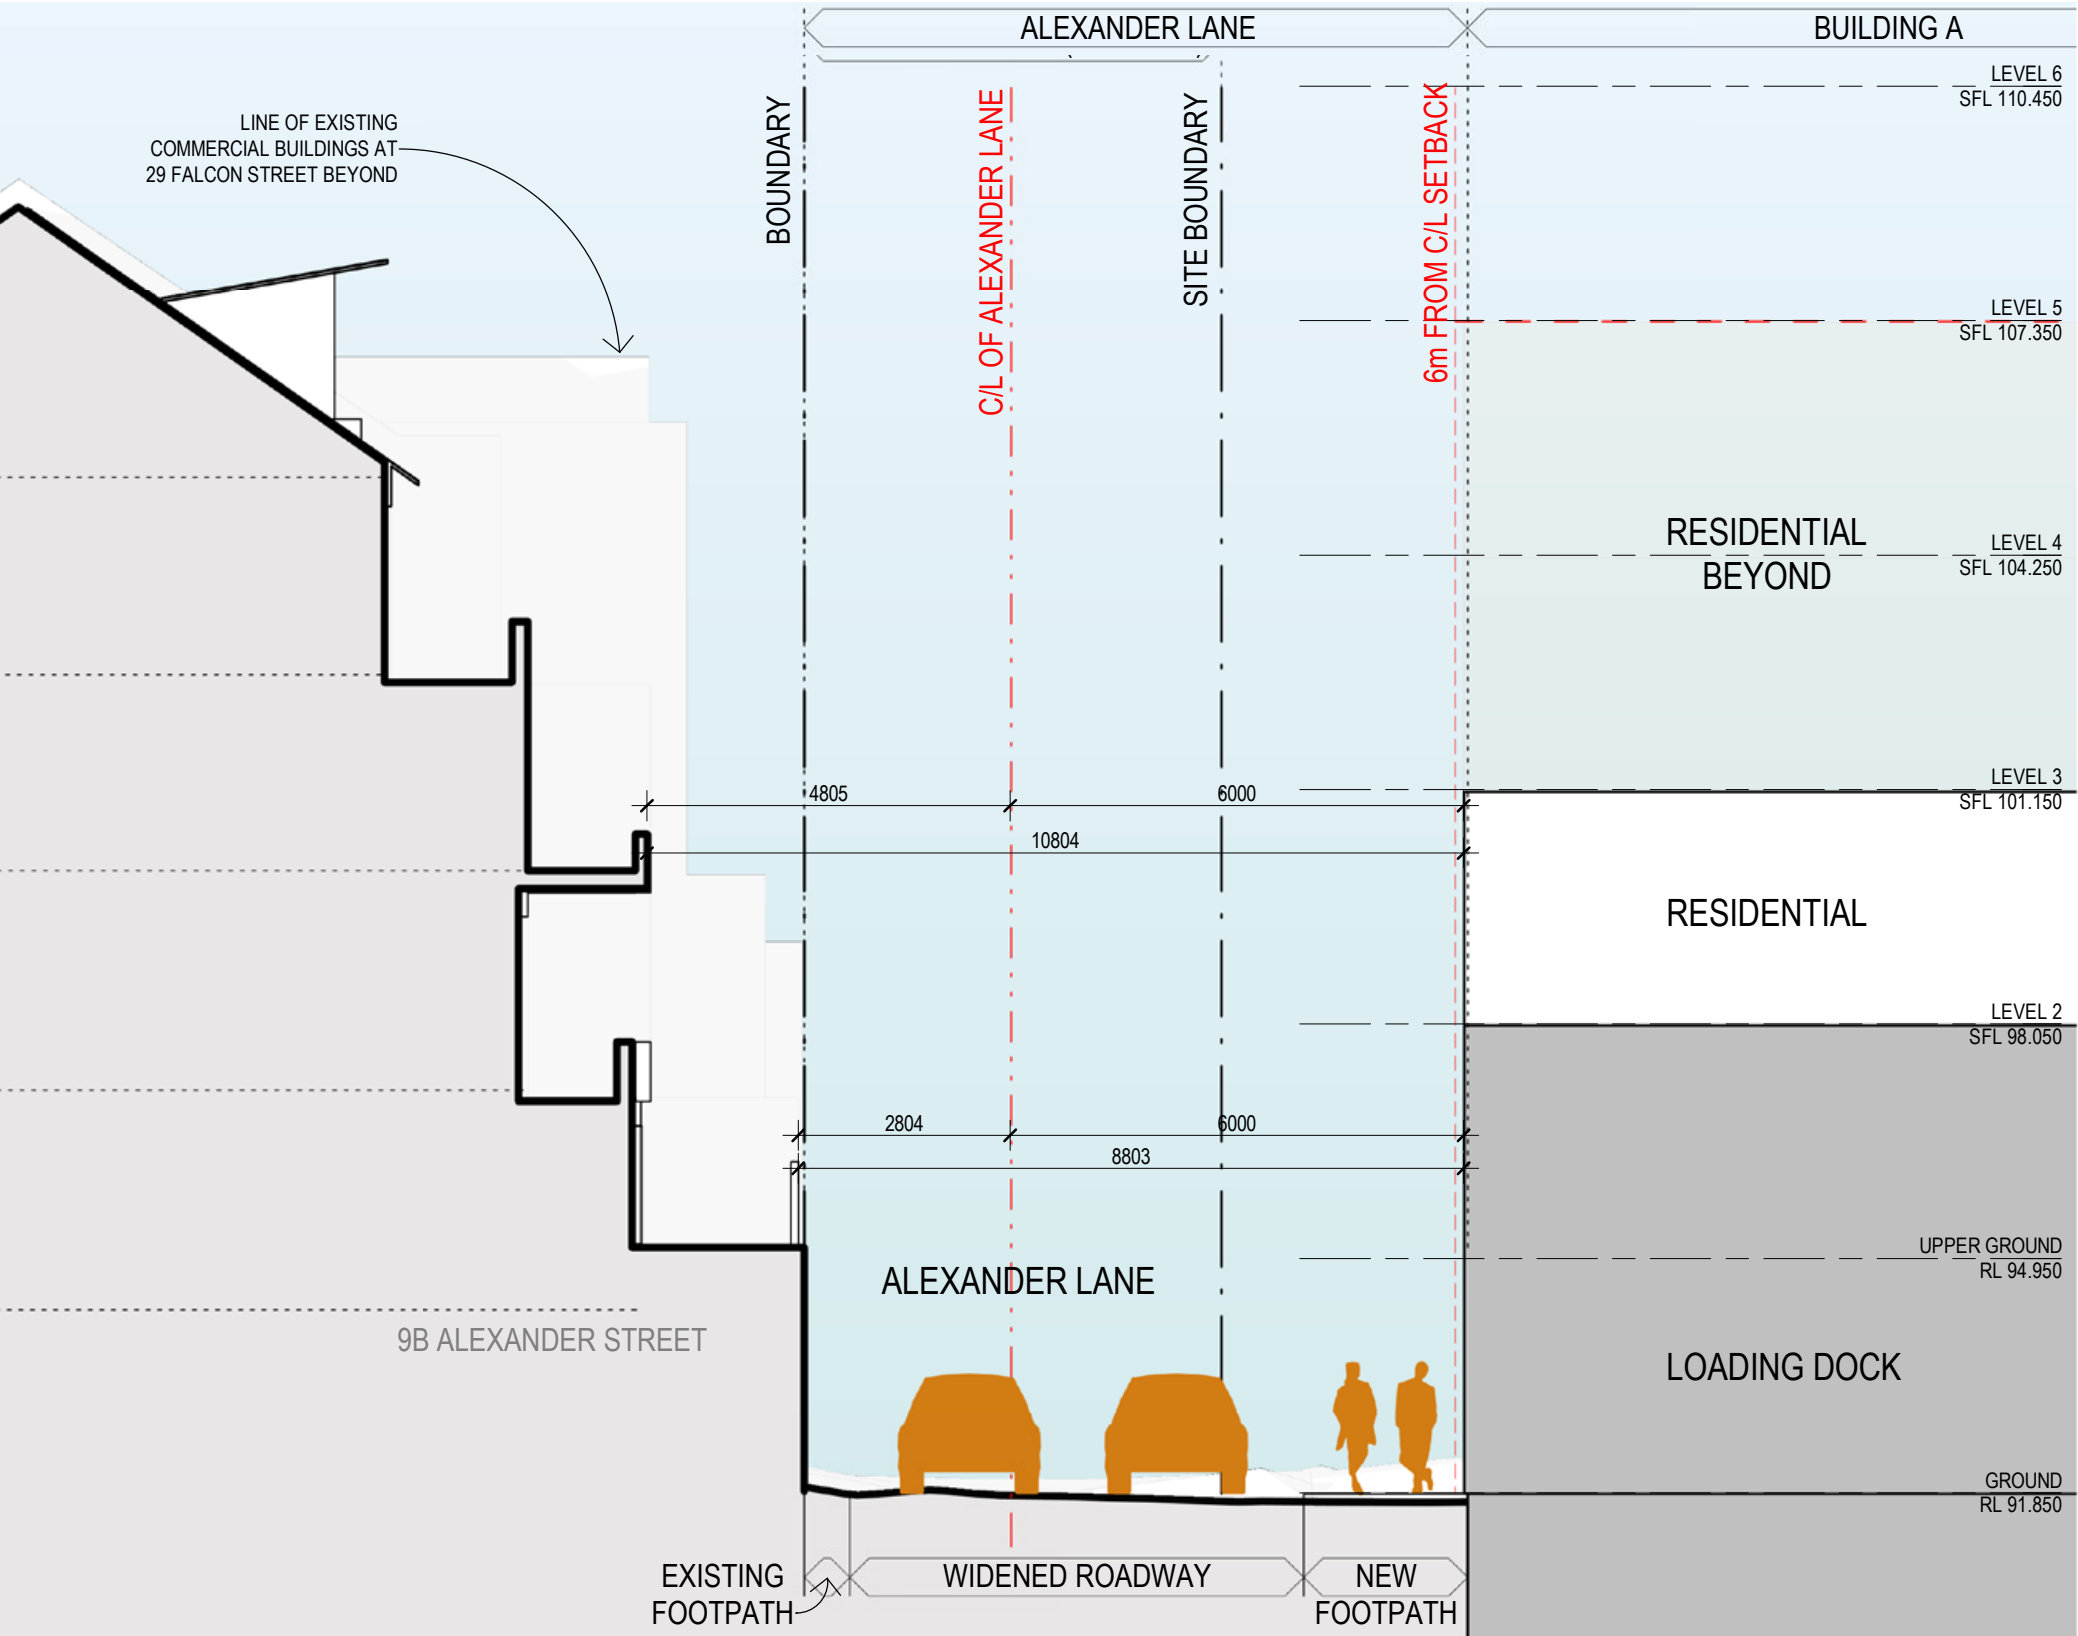 ALEXANDER LANE
BUILDING A
LEVEL 6
SFL 110.450
LINE OF EXISTING
COMMERCIAL BUILDINGS AT
29 FALCON STREET BEYOND
BOUNDARY
C/L OF ALEXANDER LANE
SITE BOUNDARY
6m FROM C/L SETBACK
LEVEL 5
SFL 107.350
RESIDENTIAL
BEYOND
LEVEL 4
SFL 104.250
LEVEL 3
SFL 101.150
4805
6000
10804
RESIDENTIAL
LEVEL 2
SFL 98.050
2804
6000
8803
UPPER GROUND
RL 94.950
ALEXANDER LANE
9B ALEXANDER STREET
LOADING DOCK
GROUND
RL 91.850
EXISTING
FOOTPATH
WIDENED ROADWAY
NEW
FOOTPATH